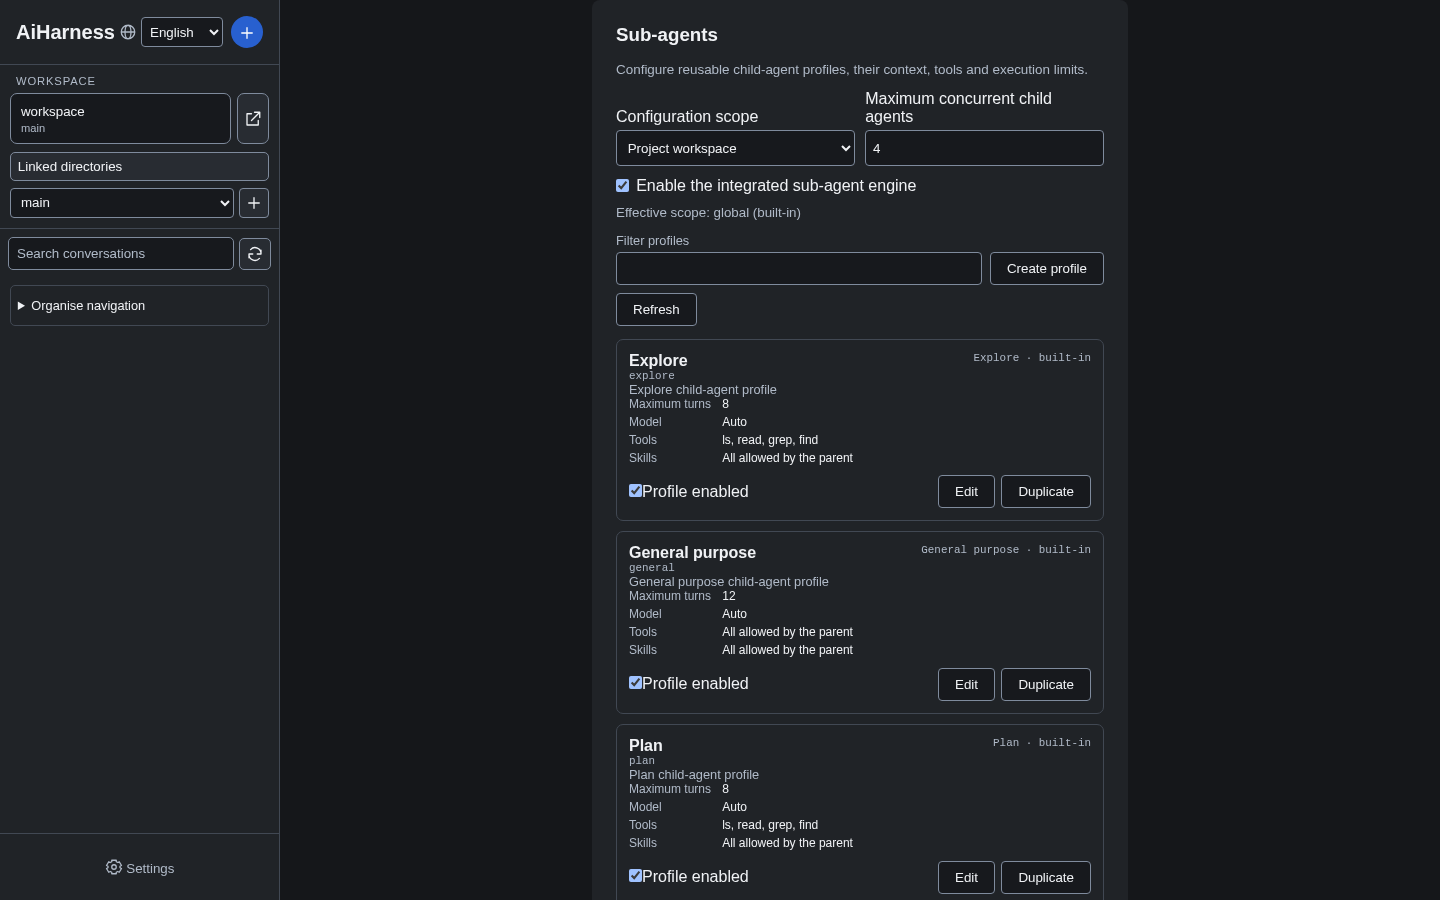 AiHarness
English
WORKSPACE
workspace
main
Linked directories
main
Search conversations
Organise navigation
Settings
Sub-agents
Configure reusable child-agent profiles, their context, tools and execution limits.
Configuration scope
Maximum concurrent child
agents
Project workspace
4
Enable the integrated sub-agent engine
Effective scope: global (built-in)
Filter profiles
Create profile
Refresh
Explore
Explore · built-in
explore
Explore child-agent profile
Maximum turns 8
Model Auto
Tools ls, read, grep, find
Skills All allowed by the parent
Profile enabled
Edit
Duplicate
General purpose
General purpose · built-in
general
General purpose child-agent profile
Maximum turns 12
Model Auto
Tools All allowed by the parent
Skills All allowed by the parent
Profile enabled
Edit
Duplicate
Plan
Plan · built-in
plan
Plan child-agent profile
Maximum turns 8
Model Auto
Tools ls, read, grep, find
Skills All allowed by the parent
Profile enabled
Edit
Duplicate